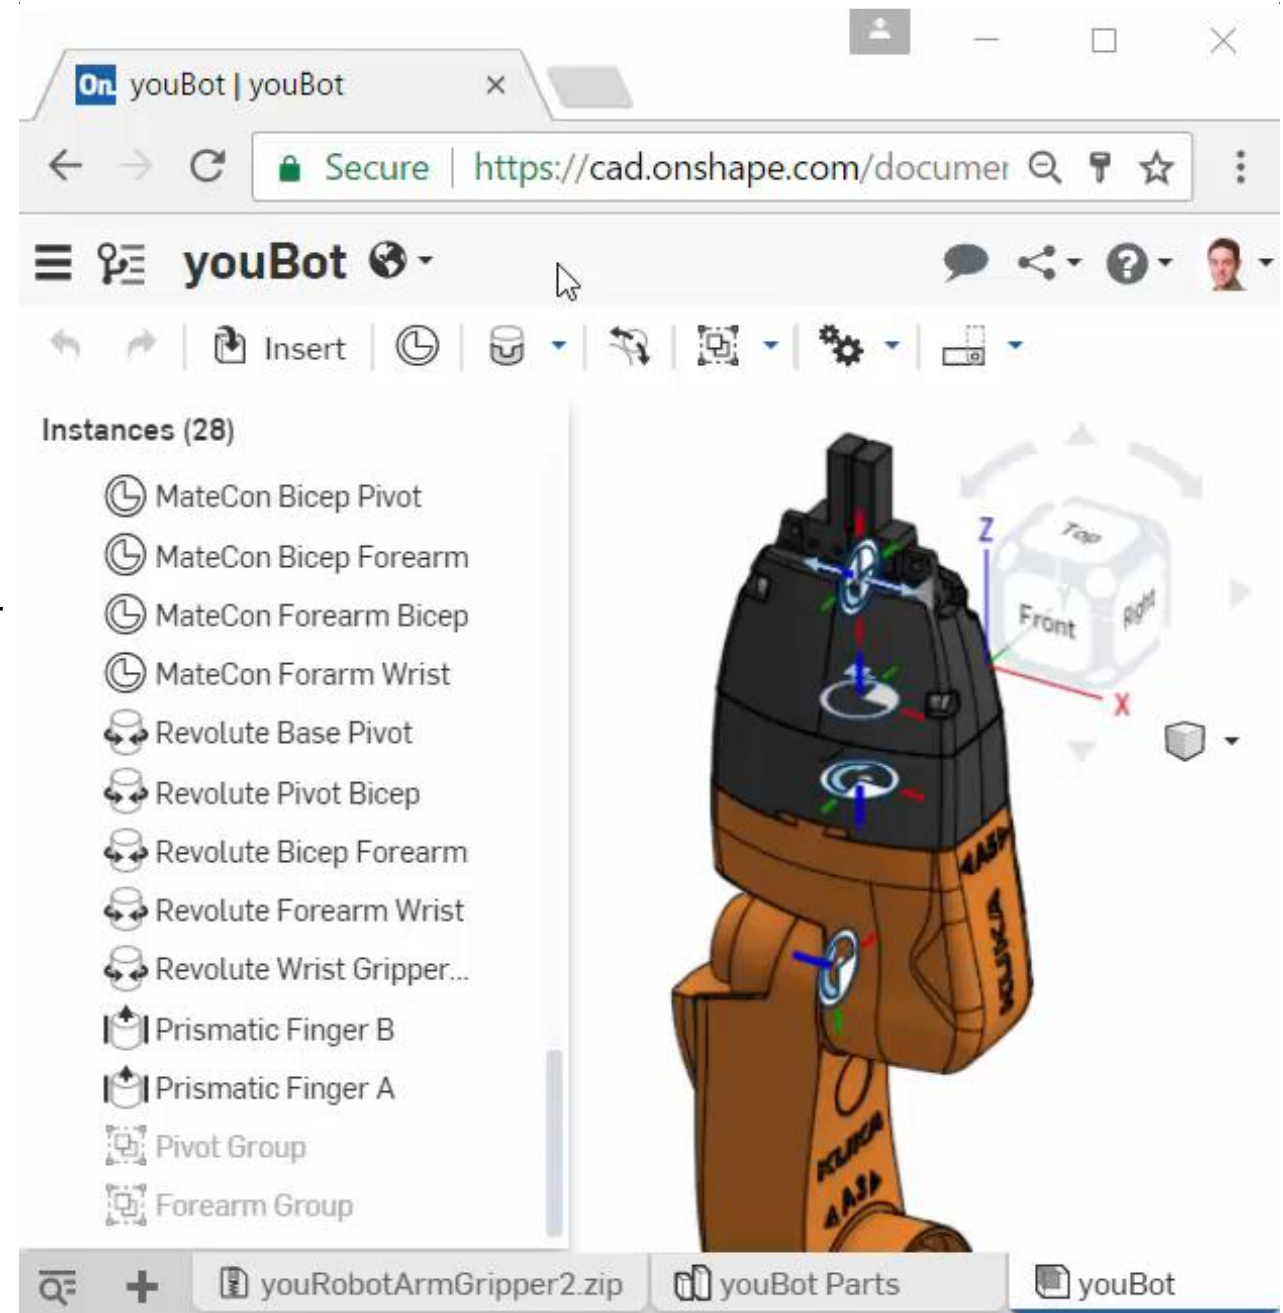 On youBot | youBot
Secure https://cad.onshape.com/documen
youBot
Insert
Instances (28)
MateCon Bicep Pivot
MateCon Bicep Forearm
MateCon Forearm Bicep
MateCon Forarm Wrist
Revolute Base Pivot
Revolute Pivot Bicep
Revolute Bicep Forearm
Revolute Forearm Wrist
Revolute Wrist Gripper...
Prismatic Finger B
Prismatic Finger A
Pivot Group
Forearm Group
Z
Top
Y
Front
Right
X
A5
KUKA
KUKA
A3
youRobotArmGripper2.zip
youBot Parts
youBot